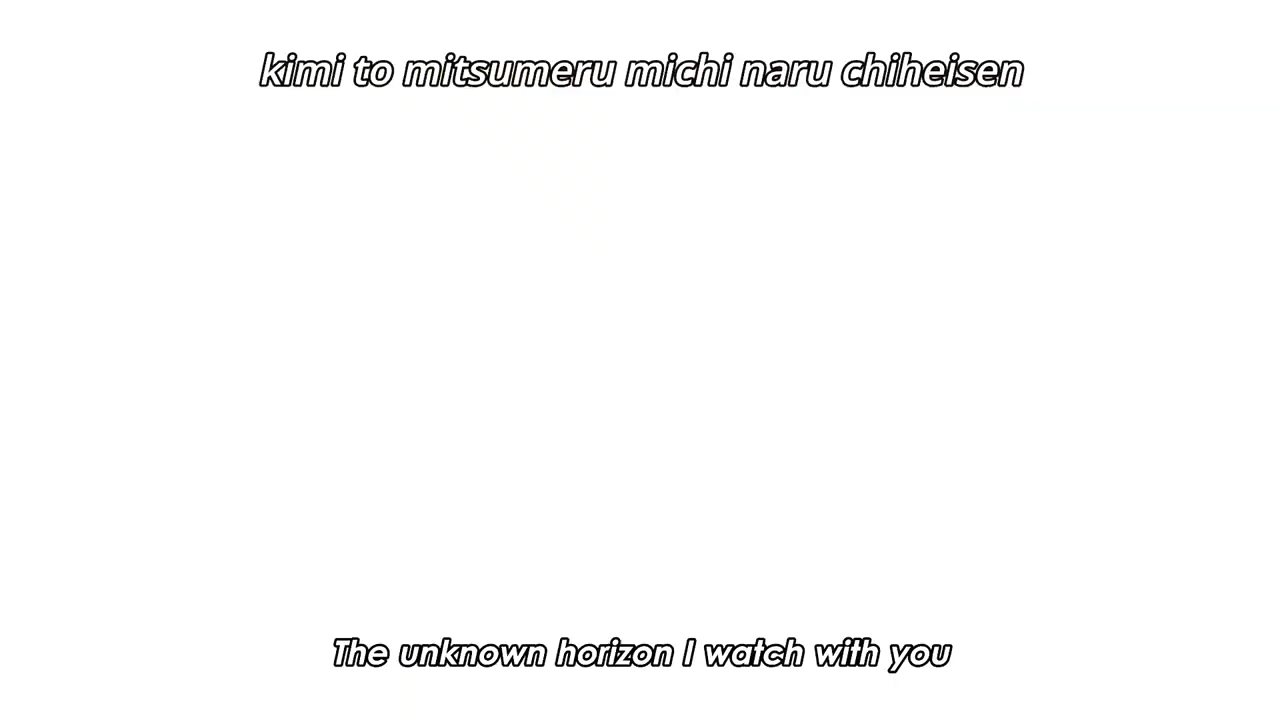 kimi to mitsumeru michi naru chiheisen
The unknown horizon I watch with you